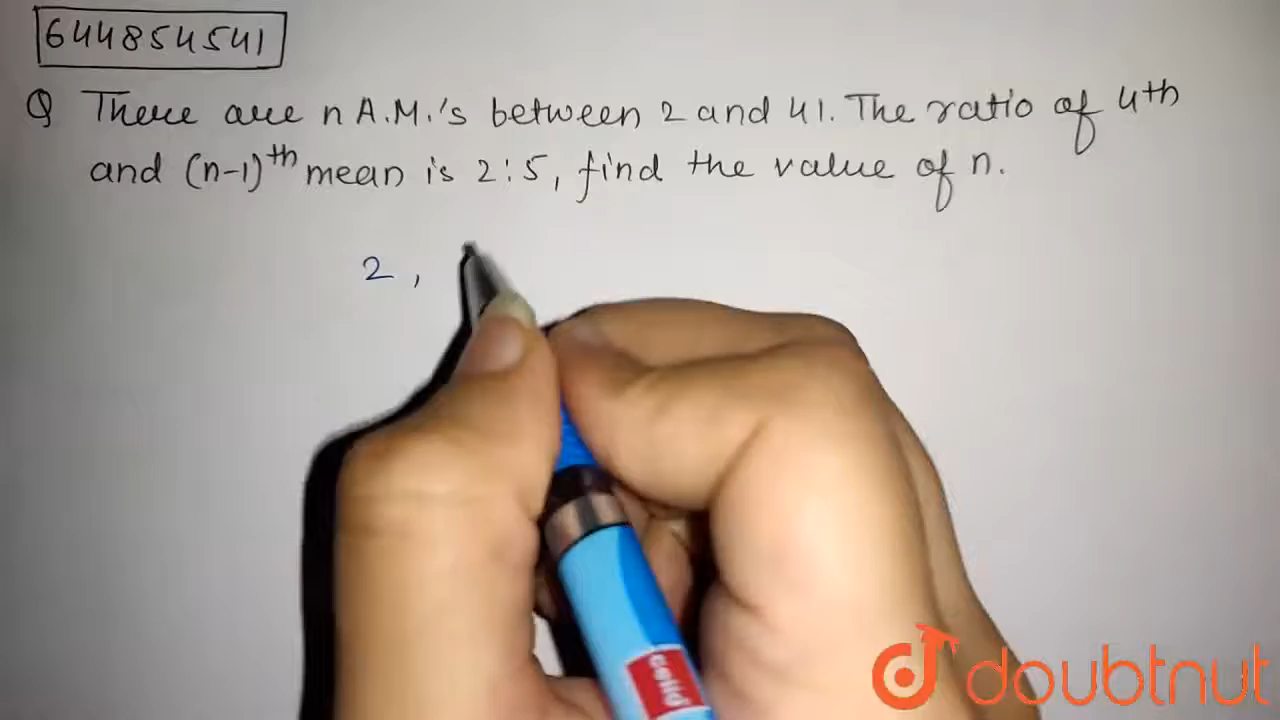 644854541
Q There are n A.M.'s between 2 and 41. The ratio of 4th
and (n-1)th mean is 2:5, find the value of n.
2,
cello
doubtnut